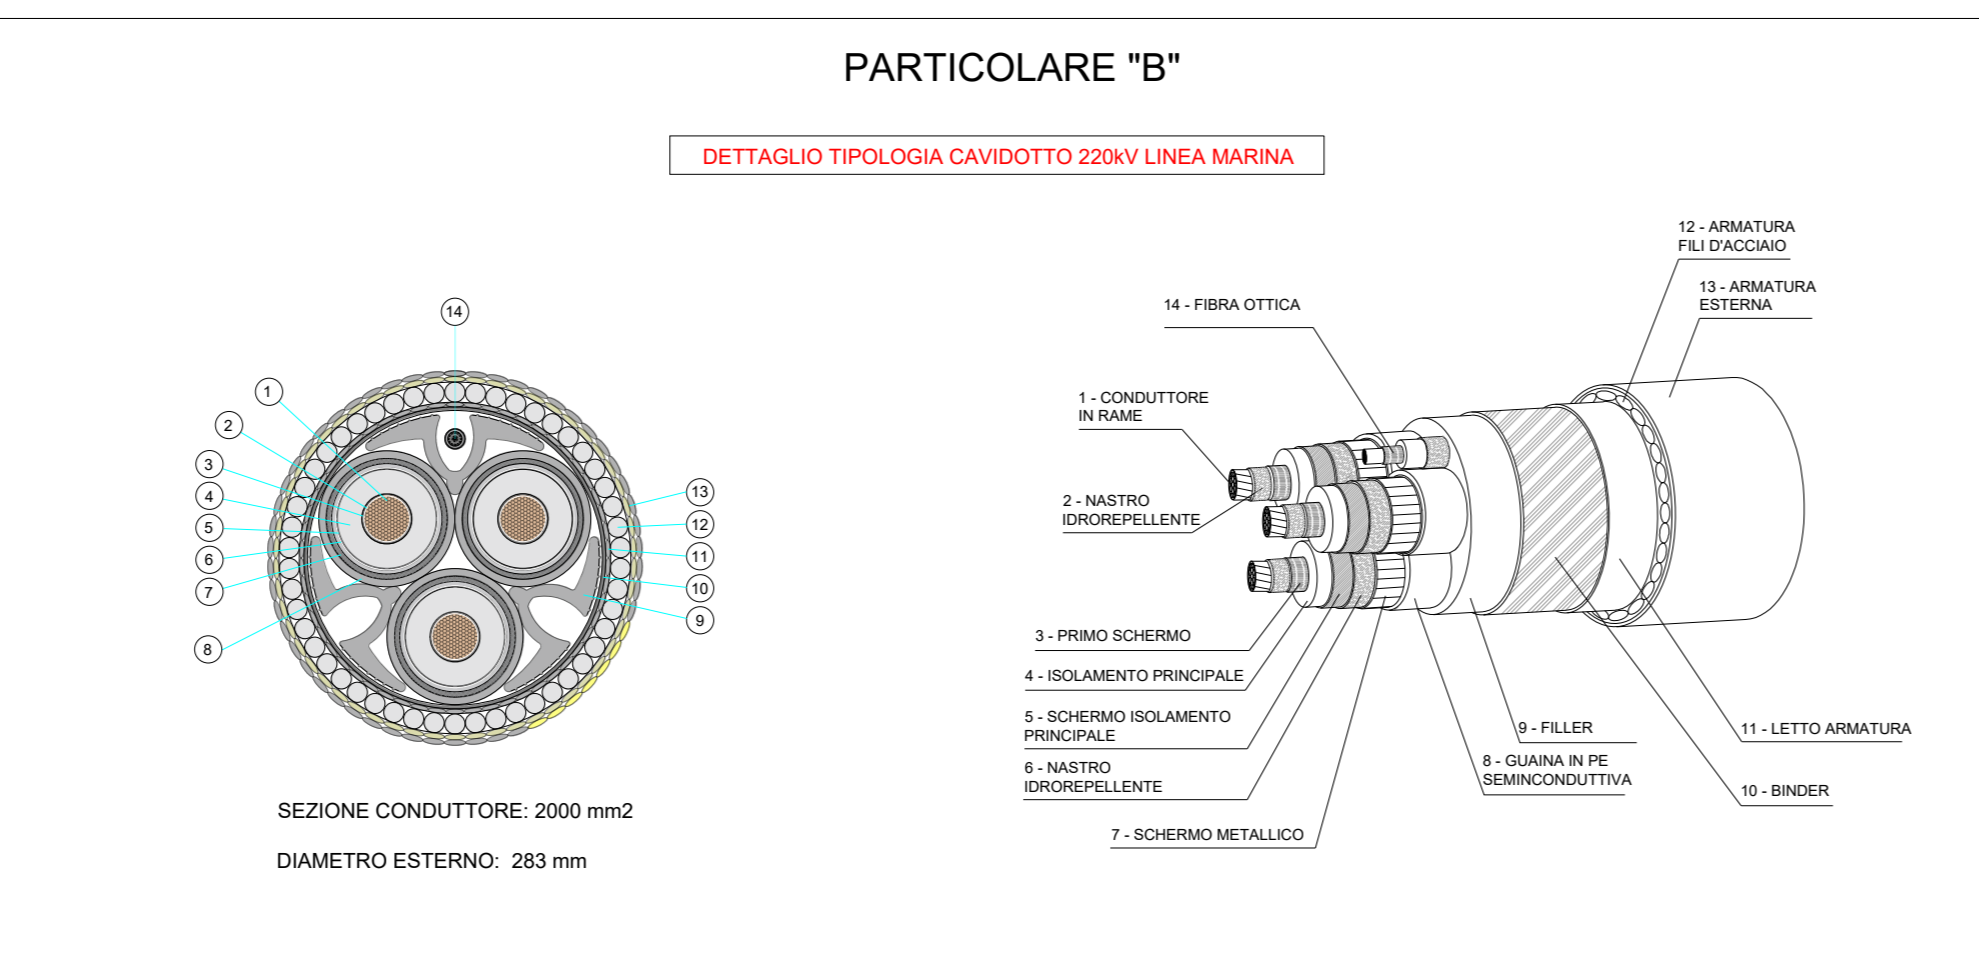 PARTICOLARE "B"
DETTAGLIO TIPOLOGIA CAVIDOTTO 220kV LINEA MARINA
14
1
2
3
4
5
6
7
8
13
12
11
10
9
SEZIONE CONDUTTORE: 2000 mm2
DIAMETRO ESTERNO: 283 mm
12 - ARMATURA
FILI D'ACCIAIO
13 - ARMATURA
ESTERNA
14 - FIBRA OTTICA
1 - CONDUTTORE
IN RAME
2 - NASTRO
IDROREPELLENTE
3 - PRIMO SCHERMO
4 - ISOLAMENTO PRINCIPALE
5 - SCHERMO ISOLAMENTO
PRINCIPALE
6 - NASTRO
IDROREPELLENTE
7 - SCHERMO METALLICO
9 - FILLER
8 - GUAINA IN PE
SEMINCONDUTTIVA
11 - LETTO ARMATURA
10 - BINDER